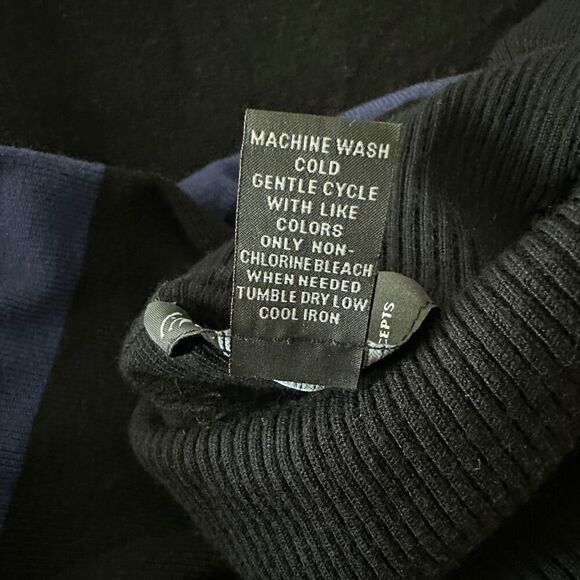 MACHINE WASH
COLD
GENTLE CYCLE
WITH LIKE
COLORS
ONLY NON-
CHLORINE BLEACH
WHEN NEEDED
TUMBLE DRY LOW
COOL IRON